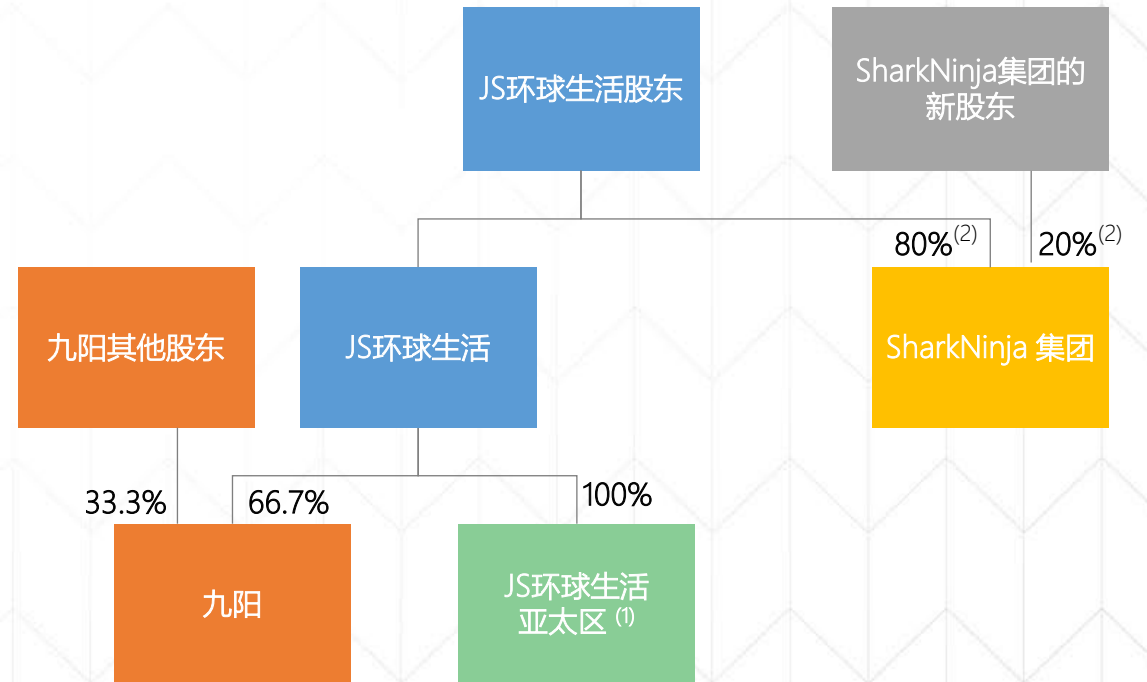 JS环球生活股东
SharkNinja集团的
新股东
80%(2)
20%(2)
九阳其他股东
JS环球生活
SharkNinja 集团
33.3%
66.7%
100%
九阳
JS环球生活
亚太区 (1)